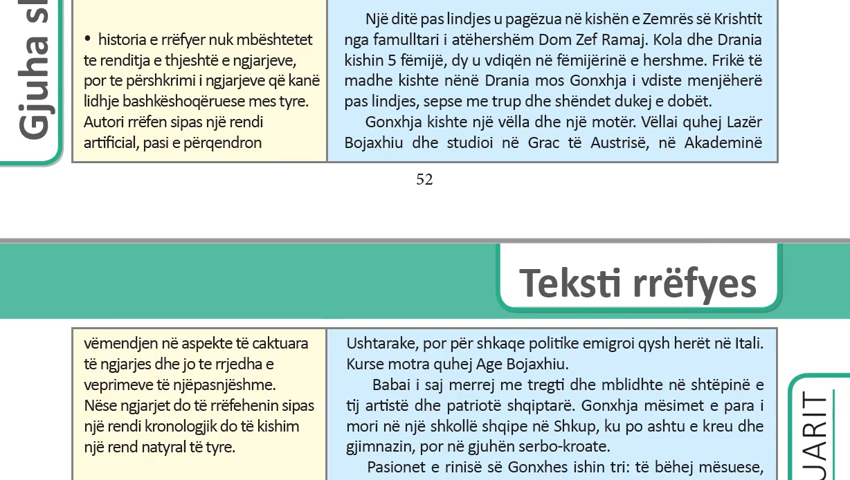 Gjuha
• historia e rrëfyer nuk mbështetet
te renditja e thjeshtë e ngjarjeve,
por te përshkrimi i ngjarjeve që kanë
lidhje bashkëshoqëruese mes tyre.
Autori rrëfen sipas një rendi
artificial, pasi e përqendron
Një ditë pas lindjes u pagëzua në kishën e Zemrës së Krishtit
nga famulltari i atëhershëm Dom Zef Ramaj. Kola dhe Drania
kishin 5 fëmijë, dy u vdiqën në fëmijërinë e hershme. Frikë të
madhe kishte nënë Drania mos Gonxhja i vdiste menjëherë
pas lindjes, sepse me trup dhe shëndet dukej e dobët.
Gonxhja kishte një vëlla dhe një motër. Vëllai quhej Lazër
Bojaxhiu dhe studioi në Grac të Austrisë, në Akademinë
52
Teksti rrëfyes
vëmendjen në aspekte të caktuara
të ngjarjes dhe jo te rrjedha e
veprimeve të njëpasnjëshme.
Nëse ngjarjet do të rrëfehenin sipas
një rendi kronologjik do të kishim
një rend natyral të tyre.
Ushtarake, por për shkaqe politike emigroi qysh herët në Itali.
Kurse motra quhej Age Bojaxhiu.
Babai i saj merrej me tregti dhe mblidhte në shtëpinë e
tij artistë dhe patriotë shqiptarë. Gonxhja mësimet e para i
mori në një shkollë shqipe në Shkup, ku po ashtu e kreu dhe
gjimnazin, por në gjuhën serbo-kroate.
Pasionet e rinisë së Gonxhes ishin tri: të bëhej mësuese,